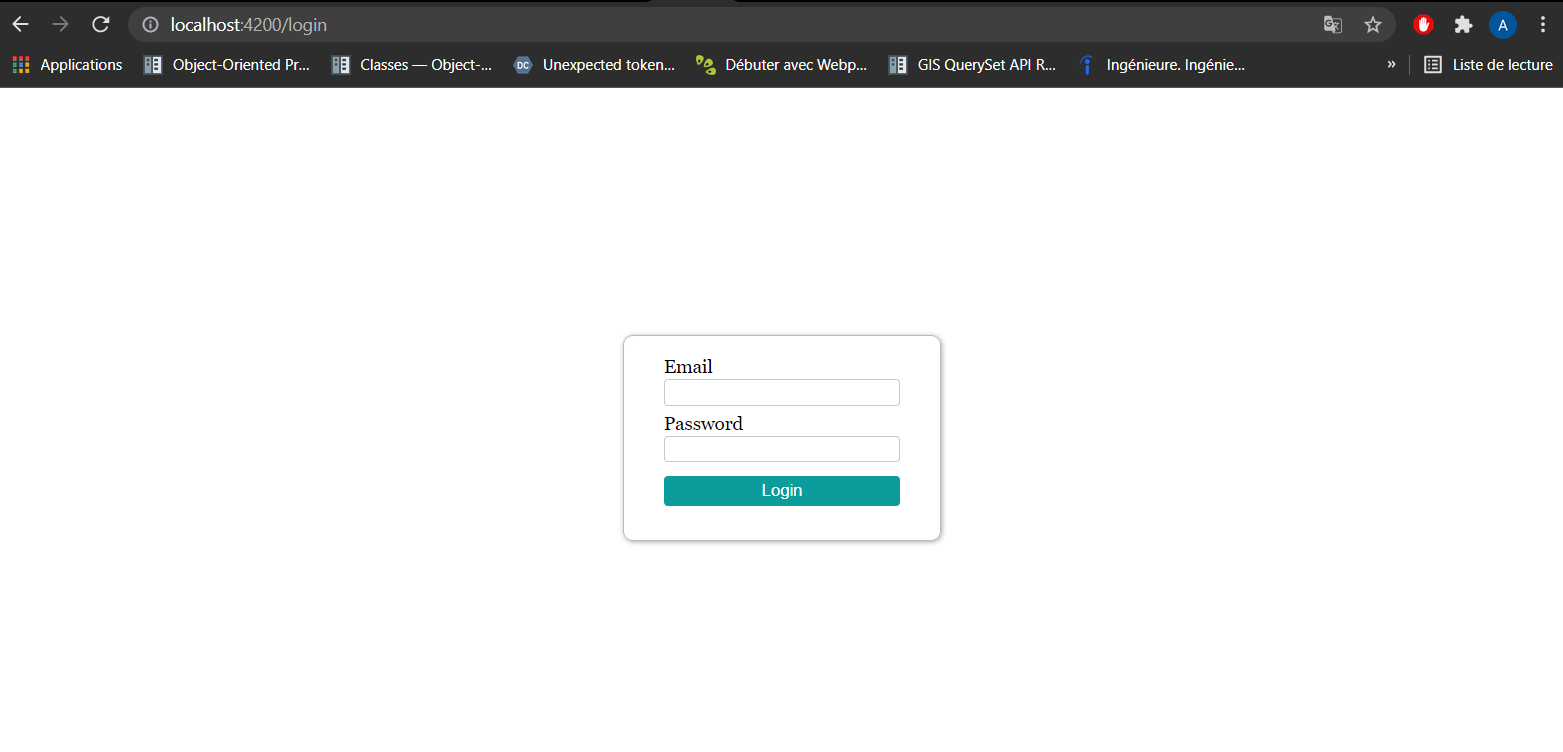 localhost:4200/login
A
Applications Object-Oriented Pr... Classes — Object-... DC Unexpected token... Débuter avec Webp... GIS QuerySet API R... Ingénieure. Ingénie... » Liste de lecture
Email
Password
Login